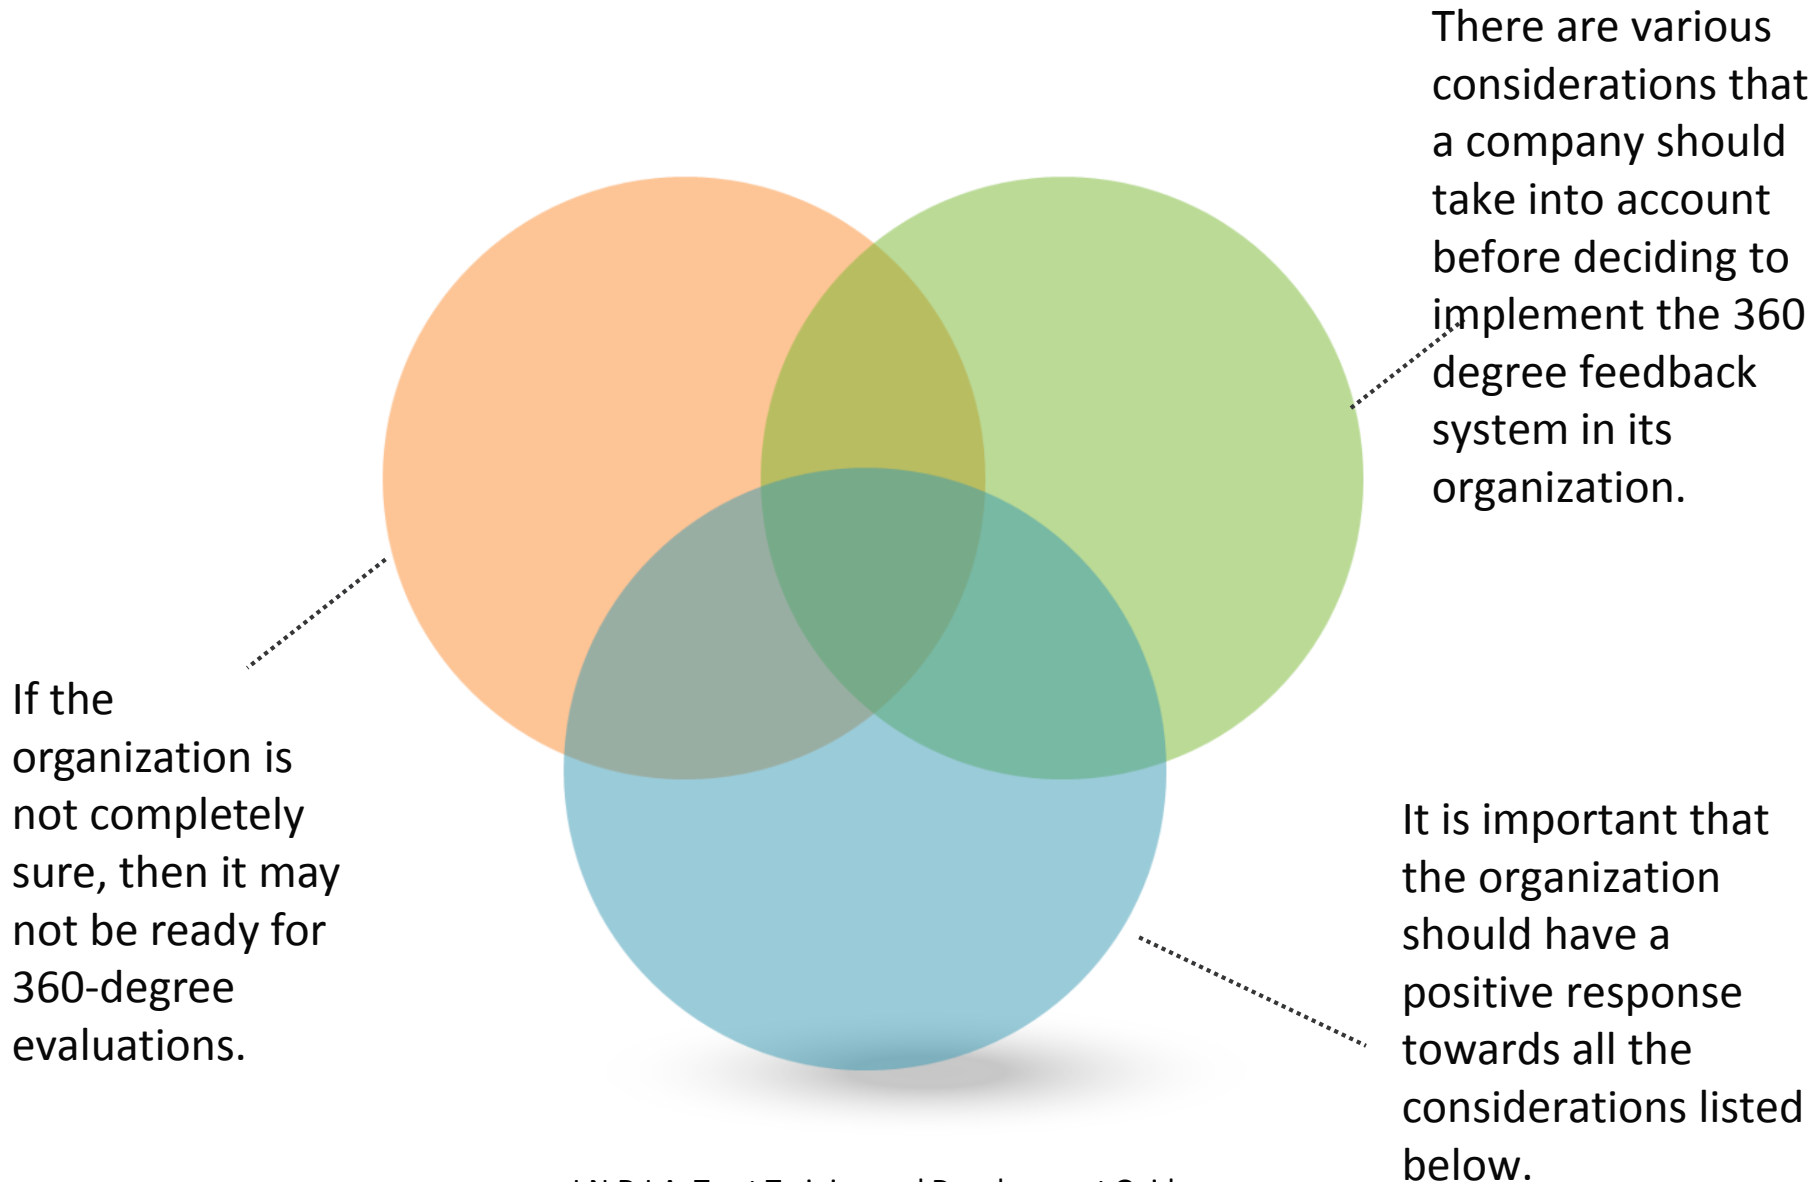 There are various
considerations that
a company should
take into account
before deciding to
implement the 360
degree feedback
system in its
organization.
If the
organization is
not completely
sure, then it may
not be ready for
360-degree
evaluations.
It is important that
the organization
should have a
positive response
towards all the
considerations listed
below.